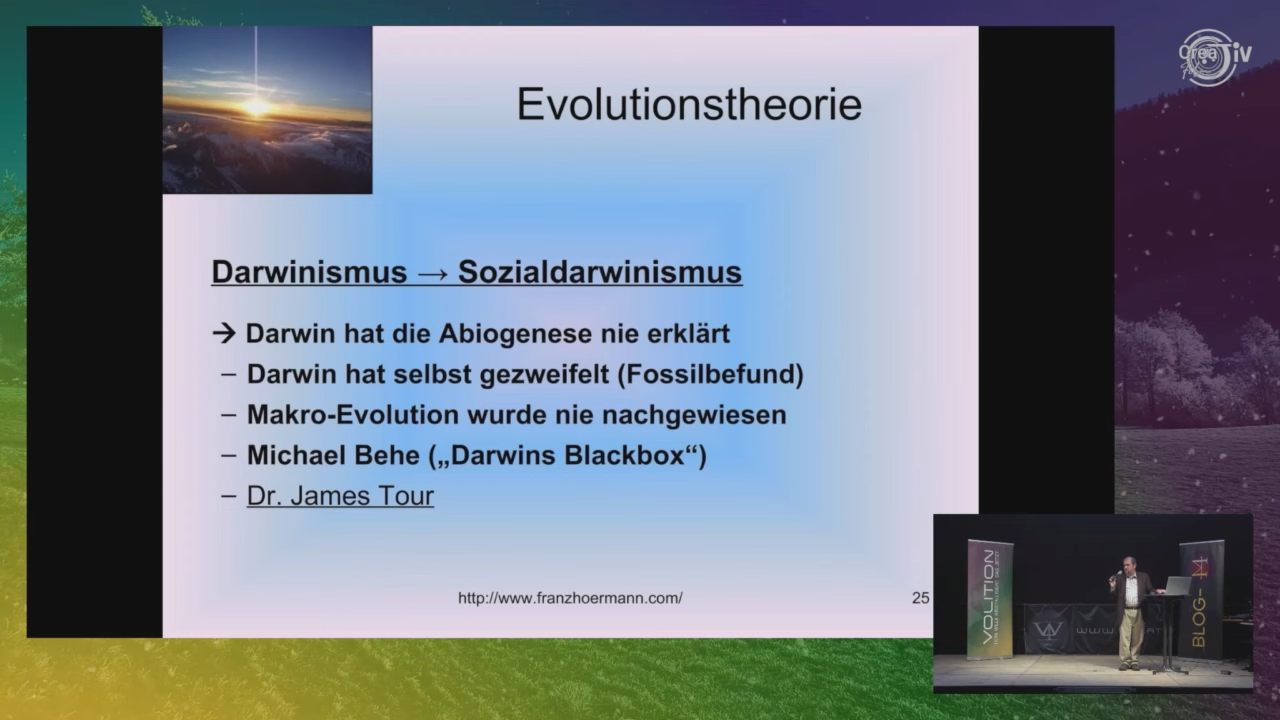 Evolutionstheorie
Darwinismus → Sozialdarwinismus
→ Darwin hat die Abiogenese nie erklärt
– Darwin hat selbst gezweifelt (Fossilbefund)
– Makro-Evolution wurde nie nachgewiesen
– Michael Behe („Darwins Blackbox“)
– Dr. James Tour
http://www.franzhoermann.com/
25
VOLITION
BLOG-